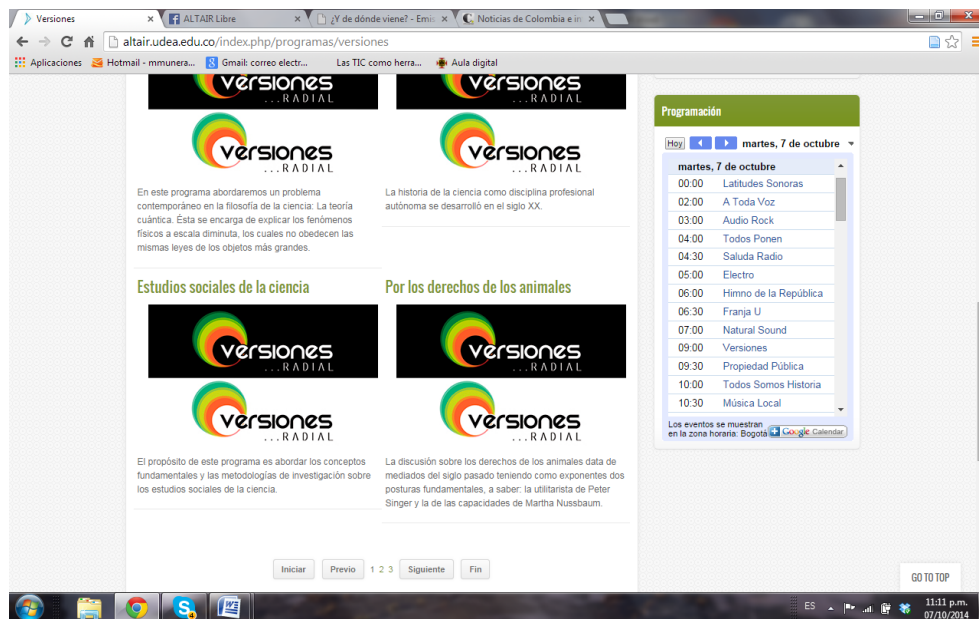 Versiones
ALTAIR Libre
¿Y de dónde viene? - Emis
Noticias de Colombia e in
altair.udea.edu.co/index.php/programas/versiones
Aplicaciones
Hotmail - mmunera...
Gmail: correo electr...
Las TIC como herra...
Aula digital
versiones
...RADIAL
versiones
...RADIAL
versiones
...RADIAL
versiones
...RADIAL
En este programa abordaremos un problema
contemporáneo en la filosofía de la ciencia: La teoría
cuántica. Ésta se encarga de explicar los fenómenos
físicos a escala diminuta, los cuales no obedecen las
mismas leyes de los objetos más grandes.
La historia de la ciencia como disciplina profesional
autónoma se desarrolló en el siglo XX.
Estudios sociales de la ciencia
versiones
...RADIAL
versiones
...RADIAL
El propósito de este programa es abordar los conceptos
fundamentales y las metodologías de investigación sobre
los estudios sociales de la ciencia.
Por los derechos de los animales
versiones
...RADIAL
versiones
...RADIAL
La discusión sobre los derechos de los animales data de
mediados del siglo pasado teniendo como exponentes dos
posturas fundamentales, a saber: la utilitarista de Peter
Singer y la de las capacidades de Martha Nussbaum.
Iniciar Previo 1 2 3 Siguiente Fin
Programación
Hoy martes, 7 de octubre
martes, 7 de octubre
00:00 Latitudes Sonoras
02:00 A Toda Voz
03:00 Audio Rock
04:00 Todos Ponen
04:30 Saluda Radio
05:00 Electro
06:00 Himno de la República
06:30 Franja U
07:00 Natural Sound
09:00 Versiones
09:30 Propiedad Pública
10:00 Todos Somos Historia
10:30 Música Local
Los eventos se muestran
en la zona horaria: Bogotá
Google Calendar
GO TO TOP
ES
11:11 p.m.
07/10/2014